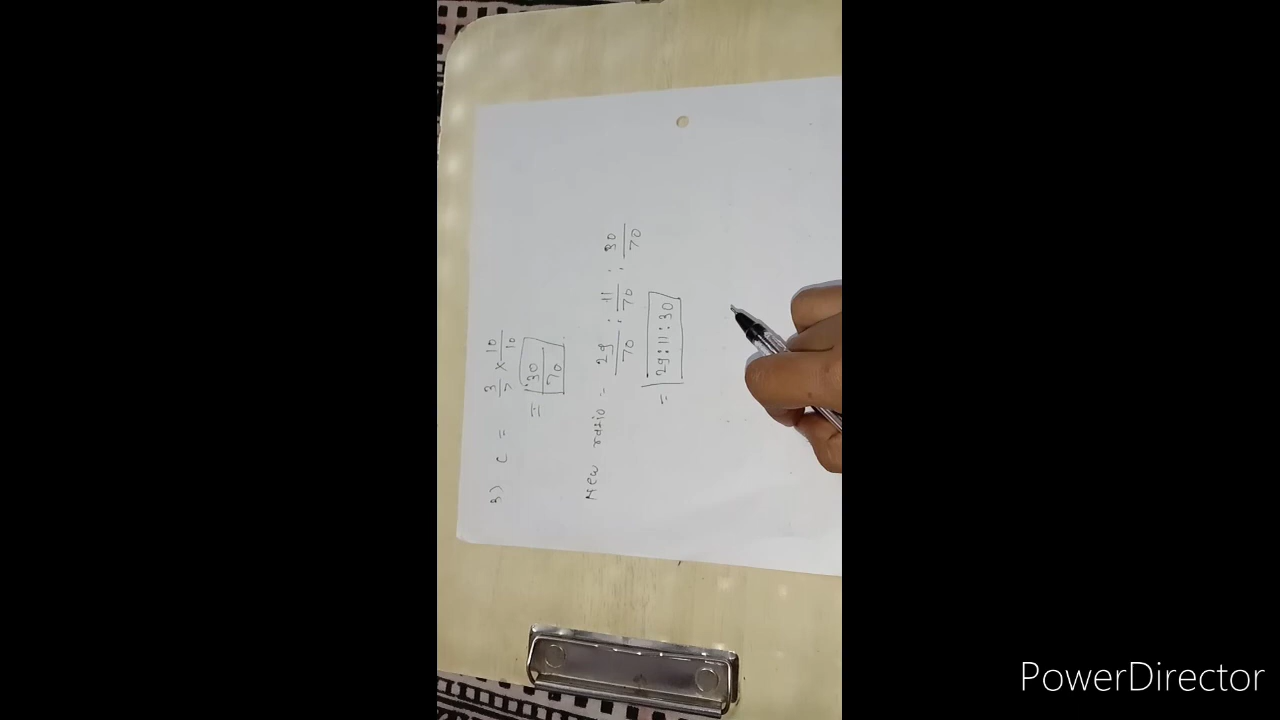 3) C = 3/7 × 10/10
= 30/70
New ratio = 29/70 : 11/70 : 30/70
= 29:11:30
PowerDirector